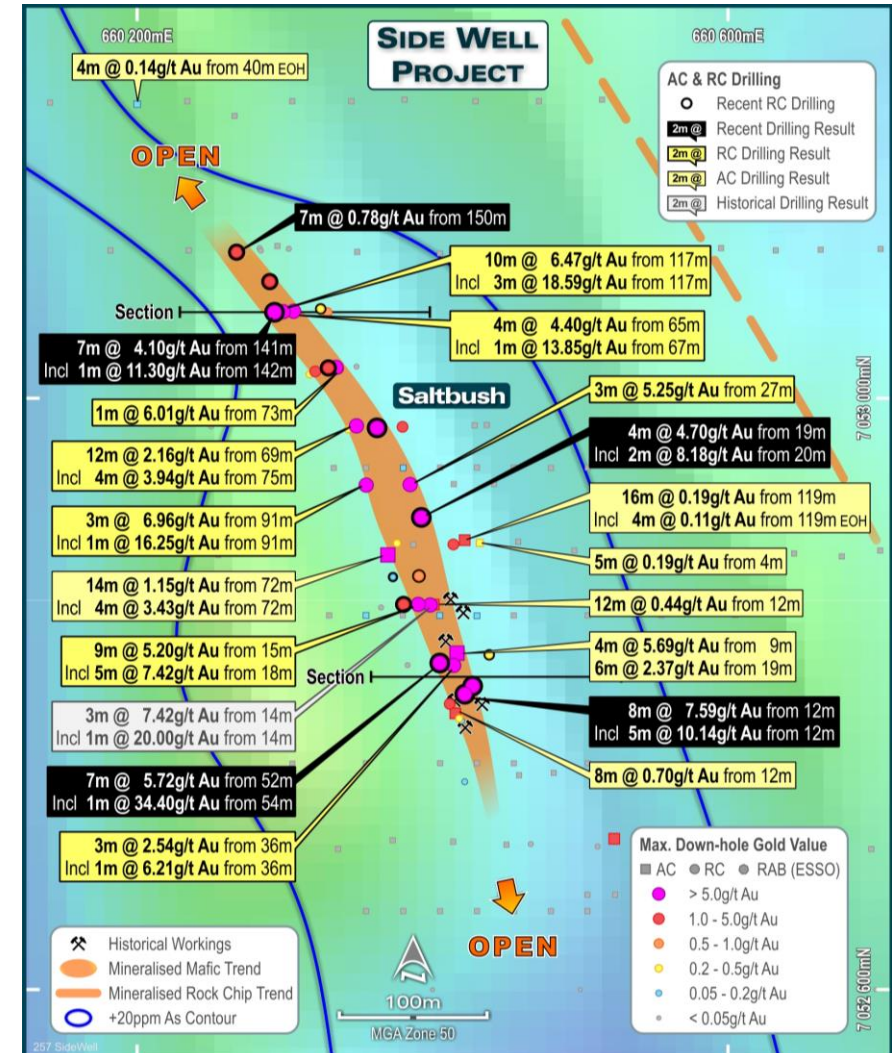 660 200mE
SIDE WELL
PROJECT
660 600mE
4m @ 0.14g/t Au from 40m EOH
AC & RC Drilling
Recent RC Drilling
2m @ Recent Drilling Result
2m @ RC Drilling Result
2m @ AC Drilling Result
2m @ Historical Drilling Result
OPEN
7m @ 0.78g/t Au from 150m
10m @ 6.47g/t Au from 117m
Incl 3m @ 18.59g/t Au from 117m
Section
4m @ 4.40g/t Au from 65m
Incl 1m @ 13.85g/t Au from 67m
7m @ 4.10g/t Au from 141m
Incl 1m @ 11.30g/t Au from 142m
Saltbush
3m @ 5.25g/t Au from 27m
7 053 000mN
1m @ 6.01g/t Au from 73m
4m @ 4.70g/t Au from 19m
Incl 2m @ 8.18g/t Au from 20m
12m @ 2.16g/t Au from 69m
Incl 4m @ 3.94g/t Au from 75m
16m @ 0.19g/t Au from 119m
Incl 4m @ 0.11g/t Au from 119m EOH
3m @ 6.96g/t Au from 91m
Incl 1m @ 16.25g/t Au from 91m
5m @ 0.19g/t Au from 4m
14m @ 1.15g/t Au from 72m
Incl 4m @ 3.43g/t Au from 72m
12m @ 0.44g/t Au from 12m
9m @ 5.20g/t Au from 15m
Incl 5m @ 7.42g/t Au from 18m
4m @ 5.69g/t Au from 9m
6m @ 2.37g/t Au from 19m
Section
3m @ 7.42g/t Au from 14m
Incl 1m @ 20.00g/t Au from 14m
8m @ 7.59g/t Au from 12m
Incl 5m @ 10.14g/t Au from 12m
7m @ 5.72g/t Au from 52m
Incl 1m @ 34.40g/t Au from 54m
8m @ 0.70g/t Au from 12m
3m @ 2.54g/t Au from 36m
Incl 1m @ 6.21g/t Au from 36m
OPEN
Max. Down-hole Gold Value
AC RC RAB (ESSO)
> 5.0g/t Au
1.0 - 5.0g/t Au
0.5 - 1.0g/t Au
0.2 - 0.5g/t Au
0.05 - 0.2g/t Au
< 0.05g/t Au
7 052 600mN
Historical Workings
Mineralised Mafic Trend
Mineralised Rock Chip Trend
+20ppm As Contour
100m
MGA Zone 50
257 SideWell